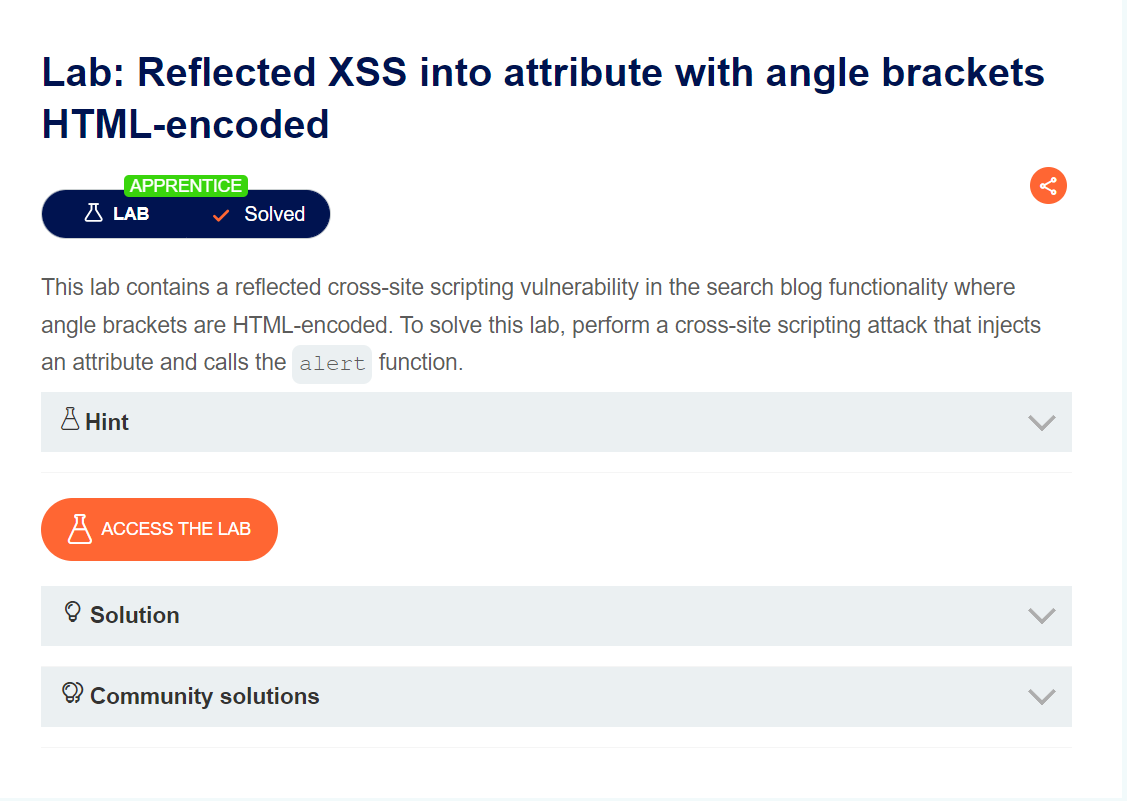 Lab: Reflected XSS into attribute with angle brackets
HTML-encoded
APPRENTICE
LAB Solved
This lab contains a reflected cross-site scripting vulnerability in the search blog functionality where
angle brackets are HTML-encoded. To solve this lab, perform a cross-site scripting attack that injects
an attribute and calls the alert function.
Hint
ACCESS THE LAB
Solution
Community solutions